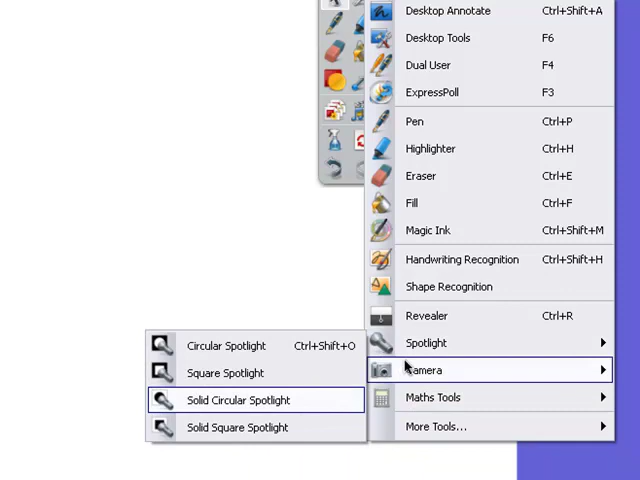 Desktop Annotate Ctrl+Shift+A
Desktop Tools F6
Dual User F4
ExpressPoll F3
Pen Ctrl+P
Highlighter Ctrl+H
Eraser Ctrl+E
Fill Ctrl+F
Magic Ink Ctrl+Shift+M
Handwriting Recognition Ctrl+Shift+H
Shape Recognition
Revealer Ctrl+R
Spotlight
Camera
Maths Tools
More Tools...
Circular Spotlight Ctrl+Shift+O
Square Spotlight
Solid Circular Spotlight
Solid Square Spotlight